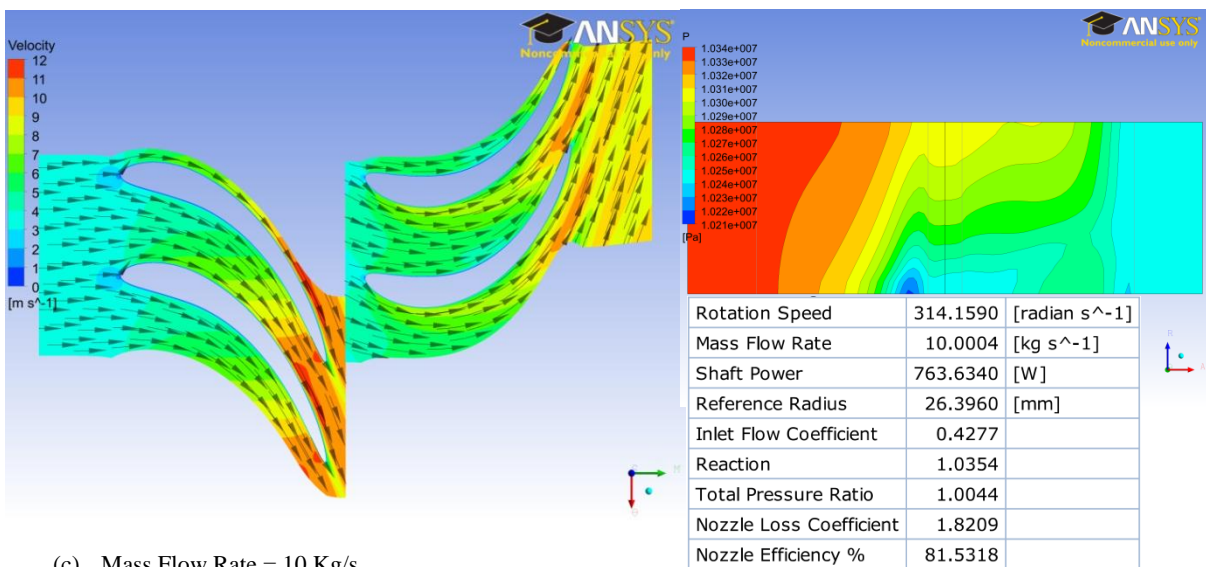 ANSYS
Noncommercial use only
Velocity
12
11
10
9
8
7
6
5
4
3
2
1
0
[m s^-1]
ANSYS
Noncommercial use only
P
1.034e+007
1.033e+007
1.032e+007
1.031e+007
1.030e+007
1.029e+007
1.028e+007
1.027e+007
1.026e+007
1.025e+007
1.024e+007
1.023e+007
1.022e+007
1.021e+007
[Pa]
Rotation Speed 314.1590 [radian s^-1]
Mass Flow Rate 10.0004 [kg s^-1]
Shaft Power 763.6340 [W]
Reference Radius 26.3960 [mm]
Inlet Flow Coefficient 0.4277
Reaction 1.0354
Total Pressure Ratio 1.0044
Nozzle Loss Coefficient 1.8209
Nozzle Efficiency % 81.5318
(c) Mass Flow Rate = 10 Kg/s